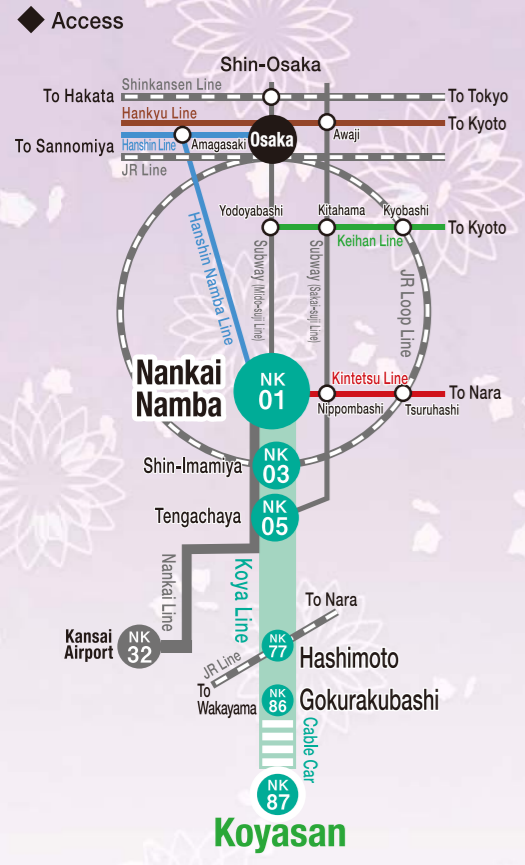 ◆ Access
Shin-Osaka
Shinkansen Line
To Hakata
To Tokyo
Hankyu Line
To Kyoto
Awaji
To Sannomiya
Hanshin Line
Amagasaki
Osaka
JR Line
Yodoyabashi
Kitahama
Kyobashi
To Kyoto
Keihan Line
Hanshin Namba Line
Subway (Mido-suji Line)
Subway (Sakai-suji Line)
JR Loop Line
Nankai
Namba
NK
01
Kintetsu Line
To Nara
Nippombashi
Tsuruhashi
Shin-Imamiya
NK
03
Tengachaya
NK
05
Nankai Line
Koya Line
Kansai
Airport
NK
32
To Nara
NK
77
Hashimoto
JR Line
To
Wakayama
NK
86
Gokurakubashi
Cable Car
NK
87
Koyasan